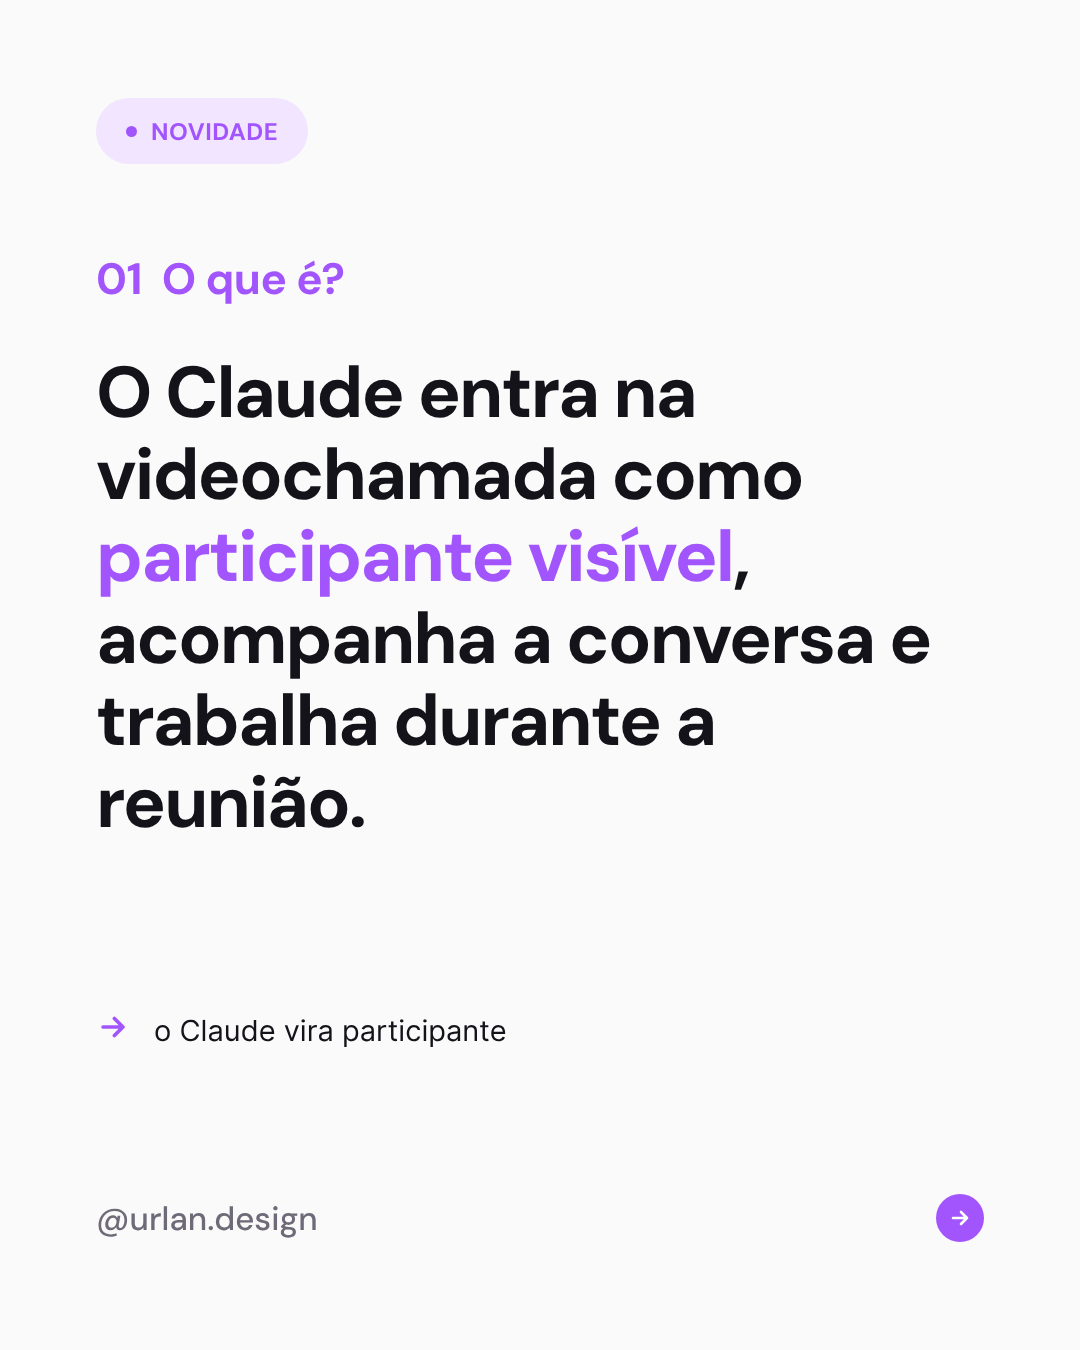 NOVIDADE
01 O que é?
O Claude entra na
videochamada como
participante visível,
acompanha a conversa e
trabalha durante a
reunião.
→ o Claude vira participante
@urlan.design
→